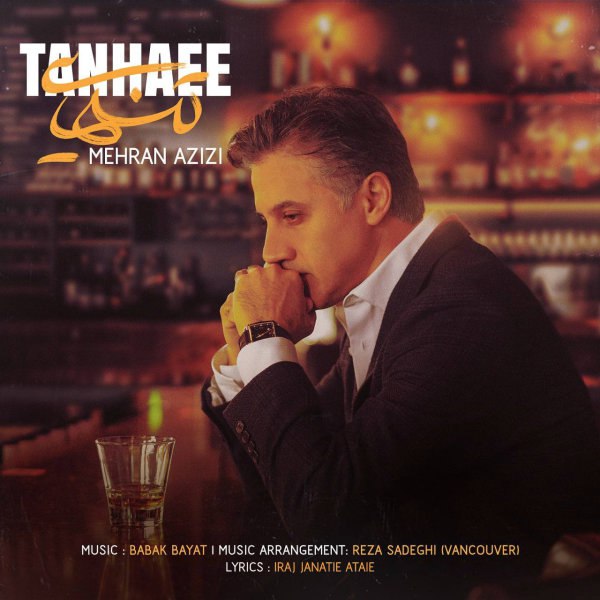 TANHAEE
تنهایی
MEHRAN AZIZI
MUSIC : BABAK BAYAT I MUSIC ARRANGEMENT: REZA SADEGHI (VANCOUVER)
LYRICS : IRAJ JANATIE ATAIE